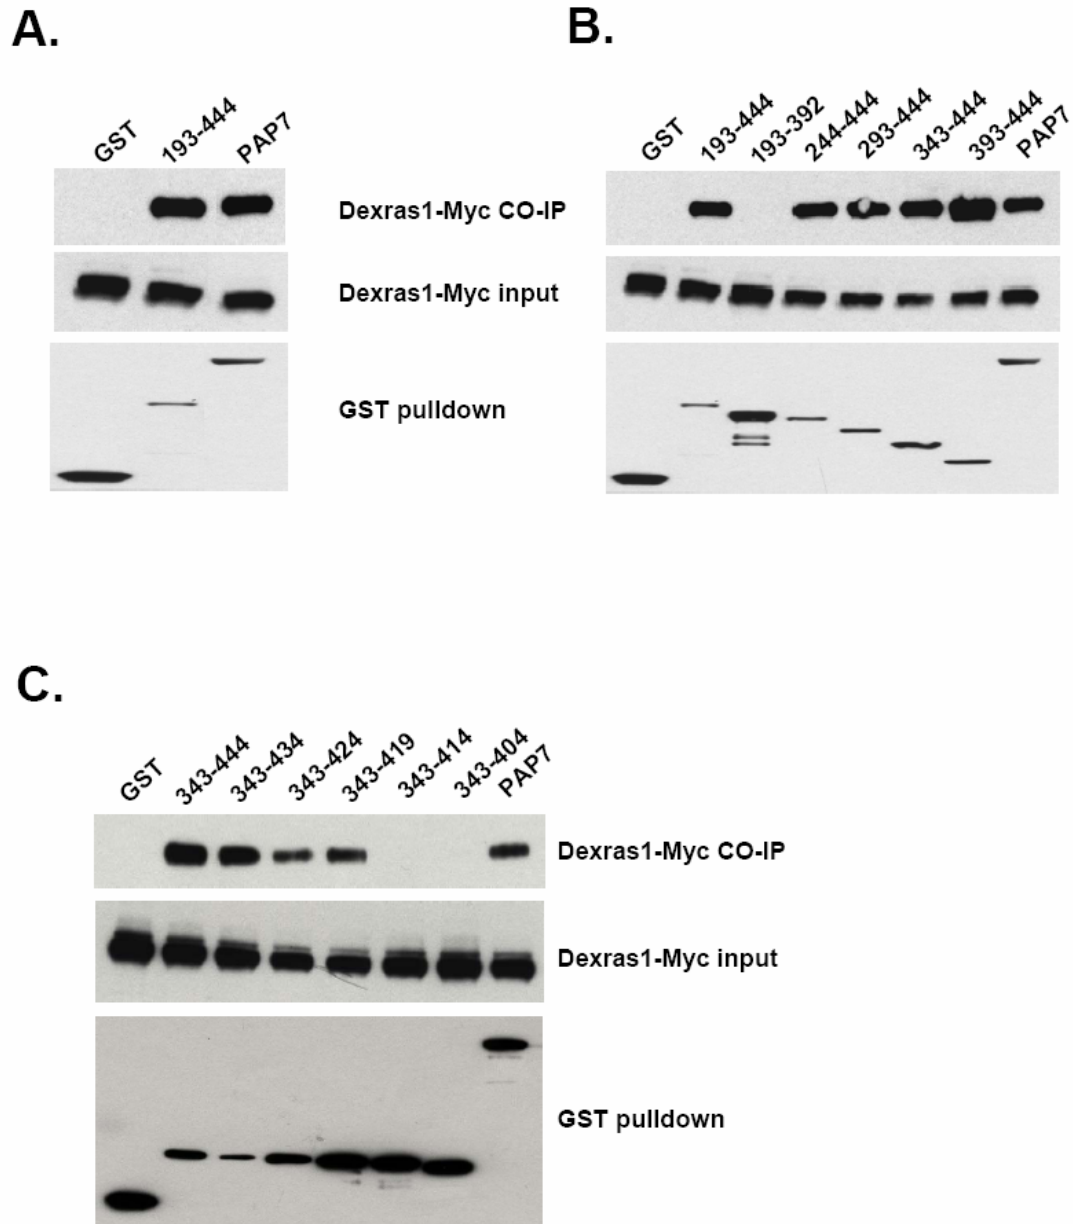 A.
GST 193-444 PAP7
Dexras1-Myc CO-IP
Dexras1-Myc input
GST pulldown
B.
GST 193-444 193-392 244-444 293-444 343-444 393-444 PAP7
C.
GST 343-444 343-434 343-424 343-419 343-414 343-404 PAP7
Dexras1-Myc CO-IP
Dexras1-Myc input
GST pulldown